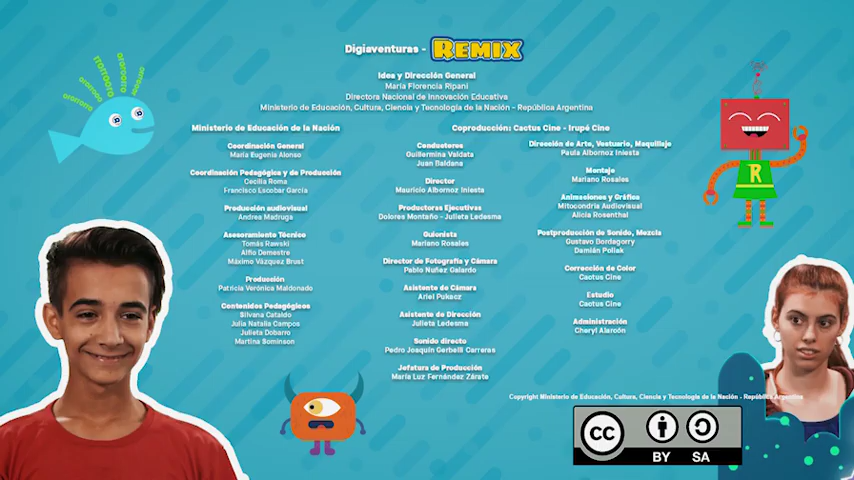 Digiaventuras - REMIX
Idea y Dirección General
María Florencia Ripani
Directora Nacional de Innovación Educativa
Ministerio de Educación, Cultura, Ciencia y Tecnología de la Nación - República Argentina
Ministerio de Educación de la Nación
Coordinación General
María Eugenia Alonso
Coordinación Pedagógica y de Producción
Cecilia Roma
Francisco Escobar García
Producción audiovisual
Andrea Madruga
Asesoramiento Técnico
Tomás Rawski
Alfio Demestre
Máximo Vázquez Brust
Producción
Patricia Verónica Maldonado
Contenidos Pedagógicos
Silvana Cataldo
Julia Natalia Campos
Julieta Dobarro
Martina Sominson
Coproducción: Cactus Cine - Irupé Cine
Conductores
Guillermina Valdata
Juan Baldana
Director
Mauricio Albornoz Iniesta
Productoras Ejecutivas
Dolores Montaño - Julieta Ledesma
Guionista
Mariano Rosales
Director de Fotografía y Cámara
Pablo Nuñez Galardo
Asistente de Cámara
Ariel Pukacz
Asistente de Dirección
Julieta Ledesma
Sonido directo
Pedro Joaquín Gerbelli Carreras
Jefatura de Producción
María Luz Fernández Zárate
Dirección de Arte, Vestuario, Maquillaje
Paula Albornoz Iniesta
Montaje
Mariano Rosales
Animaciones y Gráfica
Mitocondria Audiovisual
Alicia Rosenthal
Postproducción de Sonido, Mezcla
Gustavo Bordagorry
Damián Pollak
Corrección de Color
Cactus Cine
Estudio
Cactus Cine
Administración
Cheryl Alarcón
R
Copyright Ministerio de Educación, Cultura, Ciencia y Tecnología de la Nación - República Argentina
cc
BY SA